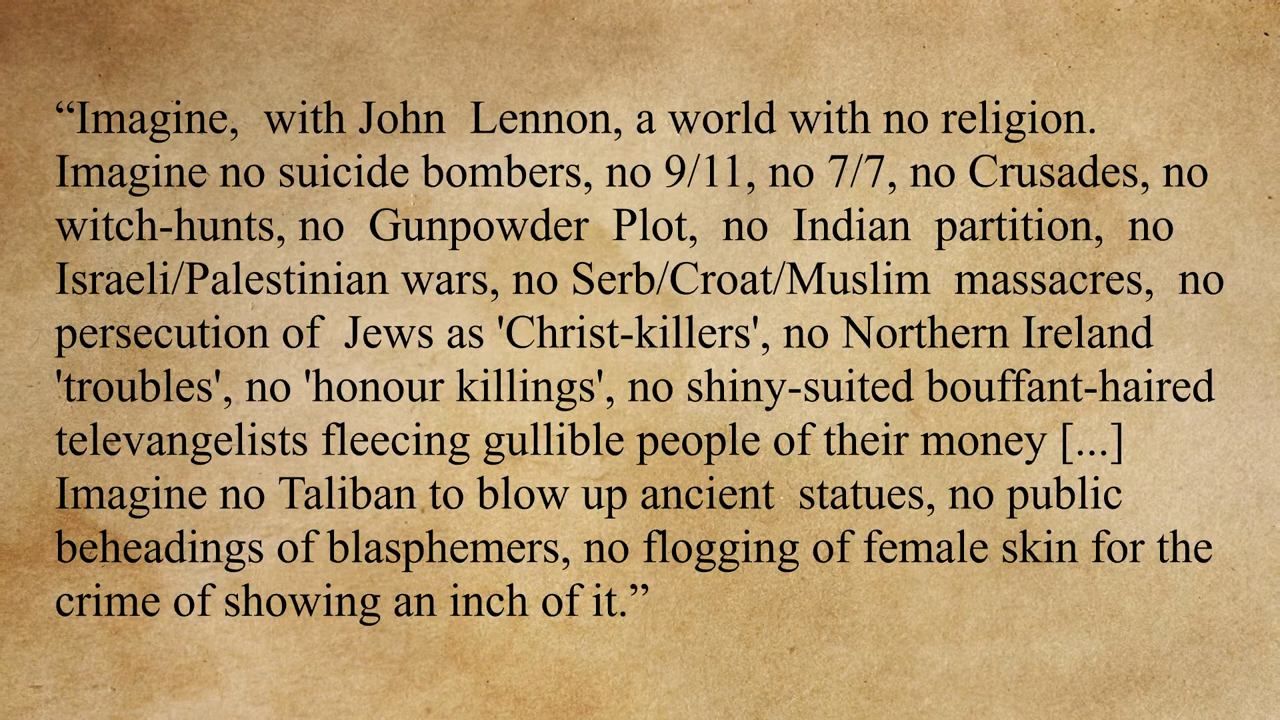 “Imagine, with John Lennon, a world with no religion.
Imagine no suicide bombers, no 9/11, no 7/7, no Crusades, no
witch-hunts, no Gunpowder Plot, no Indian partition, no
Israeli/Palestinian wars, no Serb/Croat/Muslim massacres, no
persecution of Jews as 'Christ-killers', no Northern Ireland
'troubles', no 'honour killings', no shiny-suited bouffant-haired
televangelists fleecing gullible people of their money [...]
Imagine no Taliban to blow up ancient statues, no public
beheadings of blasphemers, no flogging of female skin for the
crime of showing an inch of it.”